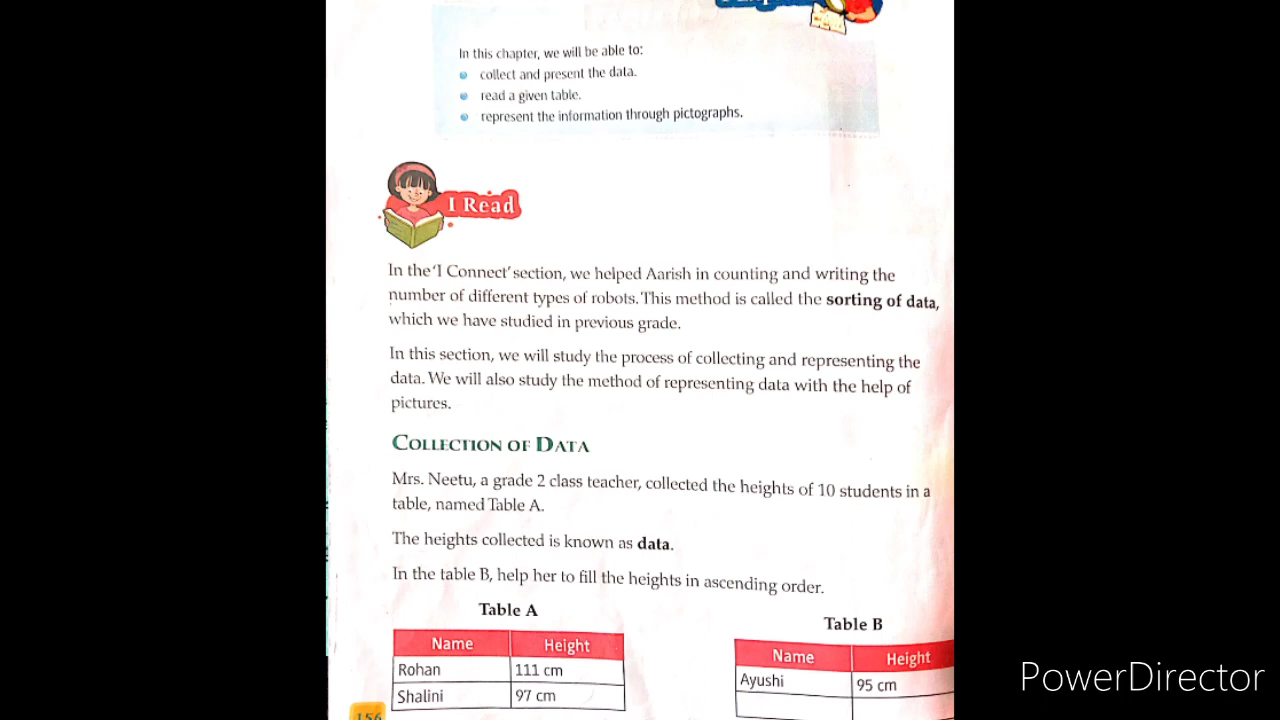 In this chapter, we will be able to:
collect and present the data.
read a given table.
represent the information through pictographs.
I Read
In the 'I Connect' section, we helped Aarish in counting and writing the
number of different types of robots. This method is called the sorting of data,
which we have studied in previous grade.
In this section, we will study the process of collecting and representing the
data. We will also study the method of representing data with the help of
pictures.
COLLECTION OF DATA
Mrs. Neetu, a grade 2 class teacher, collected the heights of 10 students in a
table, named Table A.
The heights collected is known as data.
In the table B, help her to fill the heights in ascending order.
Table A
Name Height
Rohan 111 cm
Shalini 97 cm
Table B
Name Height
Ayushi 95 cm
156
PowerDirector